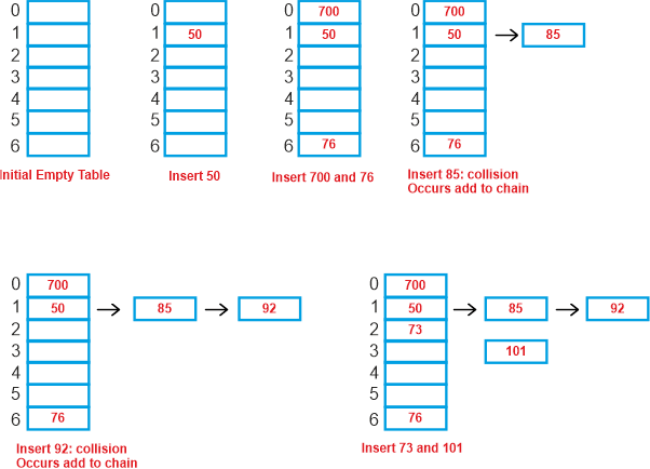 0 0 0 700 0 700
1 1 50 1 50 1 50 → 85
2 2 2 2
3 3 3 3
4 4 4 4
5 5 5 5
6 6 6 76 6 76
Initial Empty Table
Insert 50
Insert 700 and 76
Insert 85: collision
Occurs add to chain
0 700
1 50 → 85 → 92
2
3
4
5
6 76
Insert 92: collision
Occurs add to chain
0 700
1 50 → 85 → 92
2 73
3 101
4
5
6 76
Insert 73 and 101